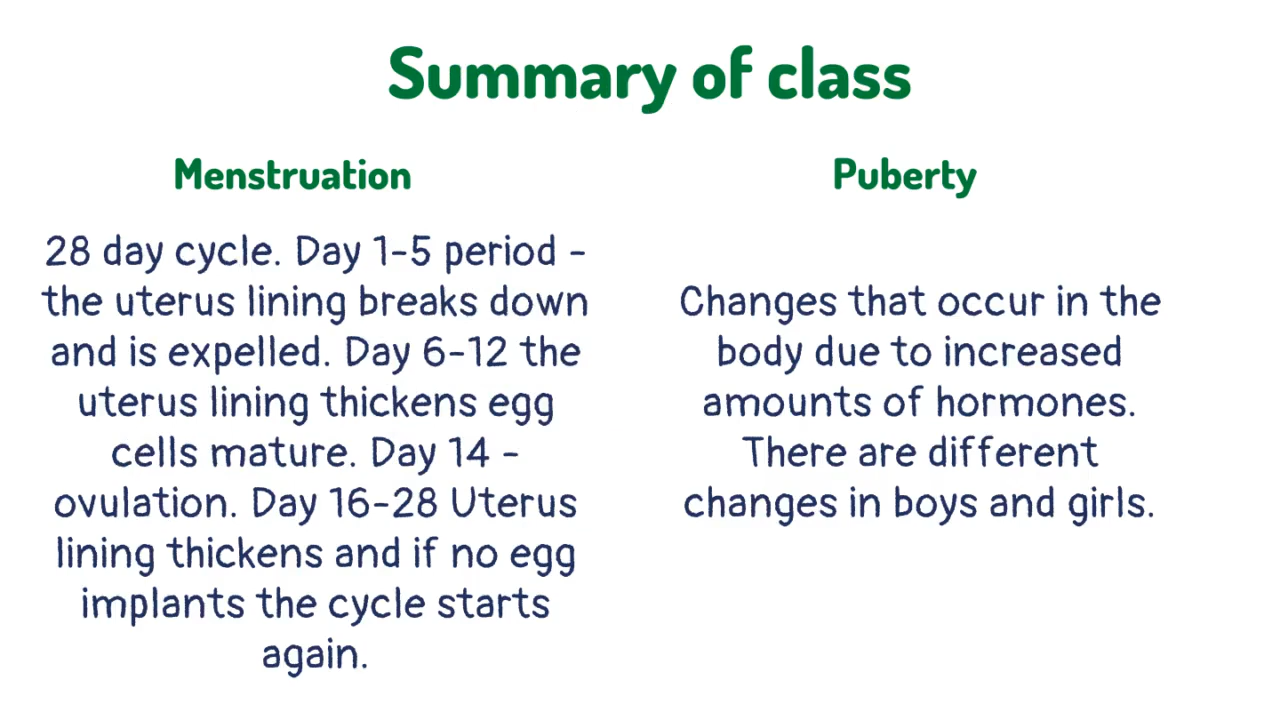 Summary of class
Menstruation
28 day cycle. Day 1-5 period -
the uterus lining breaks down
and is expelled. Day 6-12 the
uterus lining thickens egg
cells mature. Day 14 -
ovulation. Day 16-28 Uterus
lining thickens and if no egg
implants the cycle starts
again.
Puberty
Changes that occur in the
body due to increased
amounts of hormones.
There are different
changes in boys and girls.